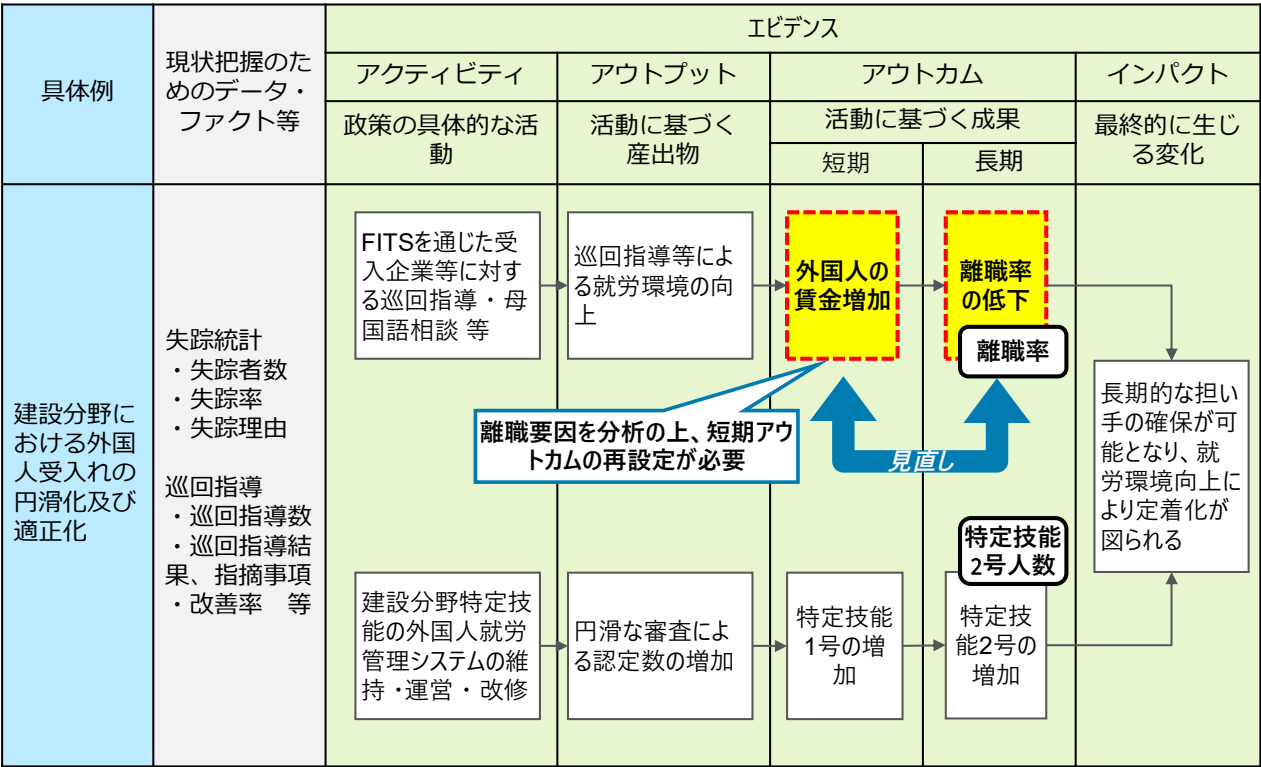 具体例
現状把握のた
めのデータ・
ファクト等
エビデンス
アクティビティ
アウトプット
アウトカム
インパクト
政策の具体的な活
動
活動に基づく
産出物
活動に基づく成果
短期
長期
最終的に生じ
る変化
建設分野に
おける外国
人受入れの
円滑化及び
適正化
失踪統計
・失踪者数
・失踪率
・失踪理由
巡回指導
・巡回指導数
・巡回指導結
果、指摘事項
・改善率　等
FITSを通じた受
入企業等に対す
る巡回指導・母
国語相談 等
巡回指導等によ
る就労環境の向
上
外国人の
賃金増加
離職率
の低下
離職率
離職要因を分析の上、短期アウ
トカムの再設定が必要
見直し
建設分野特定技
能の外国人就労
管理システムの維
持・運営・改修
円滑な審査によ
る認定数の増加
特定技能
1号の増
加
特定技能
2号人数
特定技
能2号の
増加
長期的な担い
手の確保が可
能となり、就
労環境向上に
より定着化が
図られる